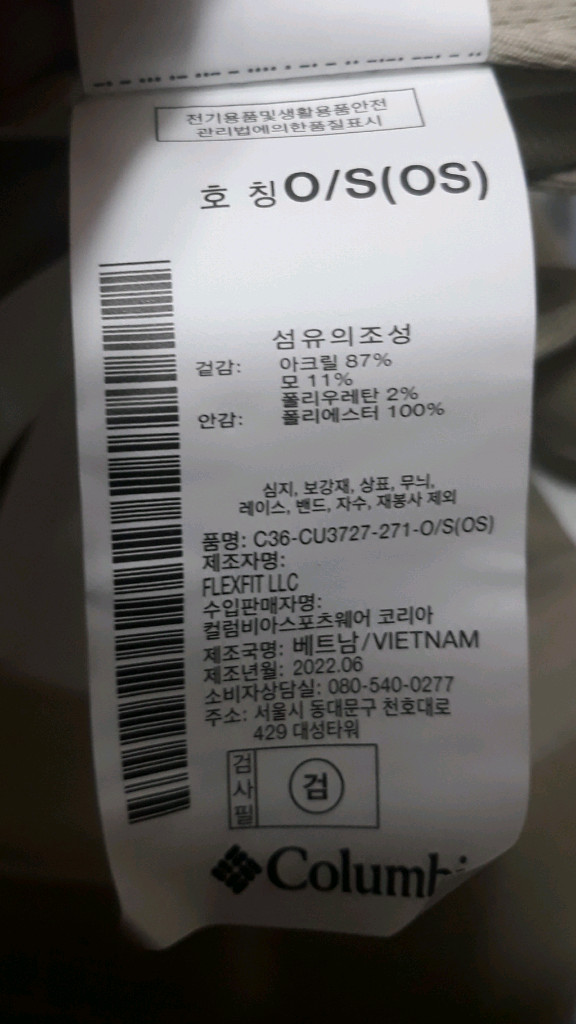 전기용품및생활용품안전
관리법에의한품질표시
호 칭 O/S(OS)
섬유의조성
겉감: 아크릴 87%
모 11%
폴리우레탄 2%
안감: 폴리에스터 100%
심지, 보강재, 상표, 무늬,
레이스, 밴드, 자수, 재봉사 제외
품명: C36-CU3727-271-O/S(OS)
제조자명:
FLEXFIT LLC
수입판매자명:
컬럼비아스포츠웨어 코리아
제조국명: 베트남/VIETNAM
제조년월: 2022.06
소비자상담실: 080-540-0277
주소: 서울시 동대문구 천호대로
429 대성타워
검사필 검